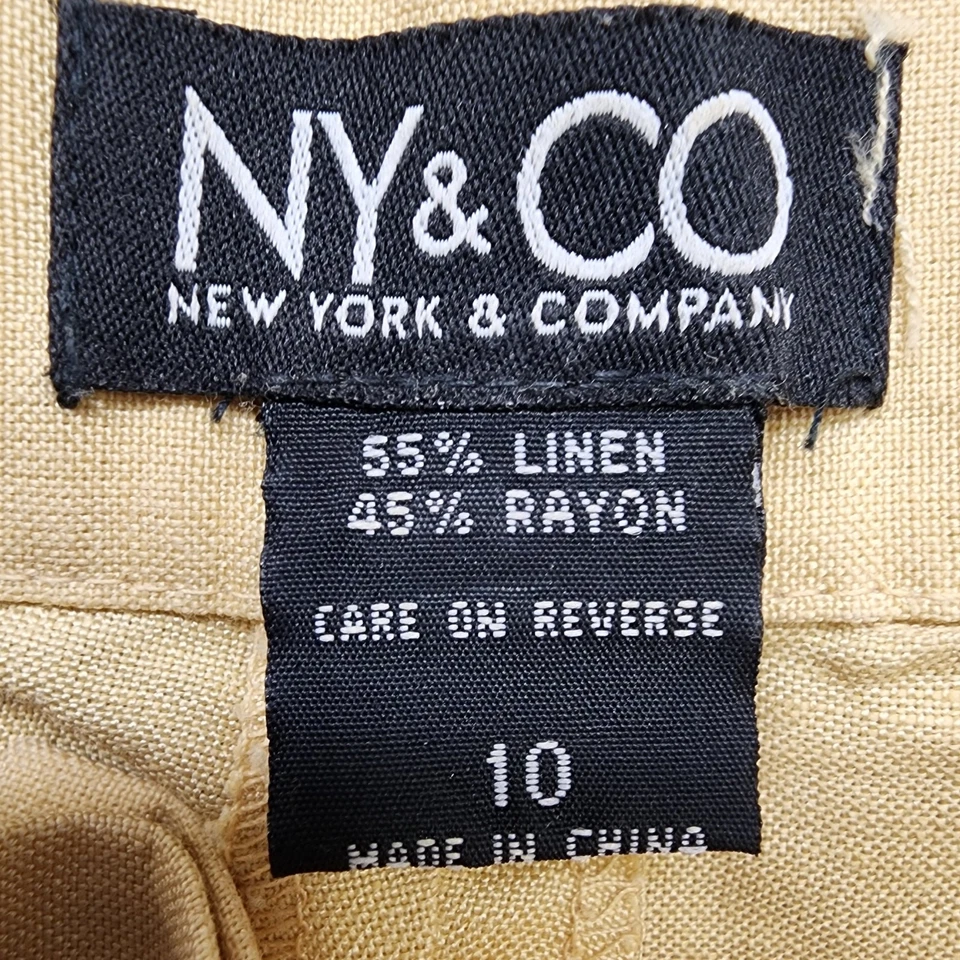 NY&CO
NEW YORK & COMPANY
55% LINEN
45% RAYON
CARE ON REVERSE
10
MADE IN CHINA